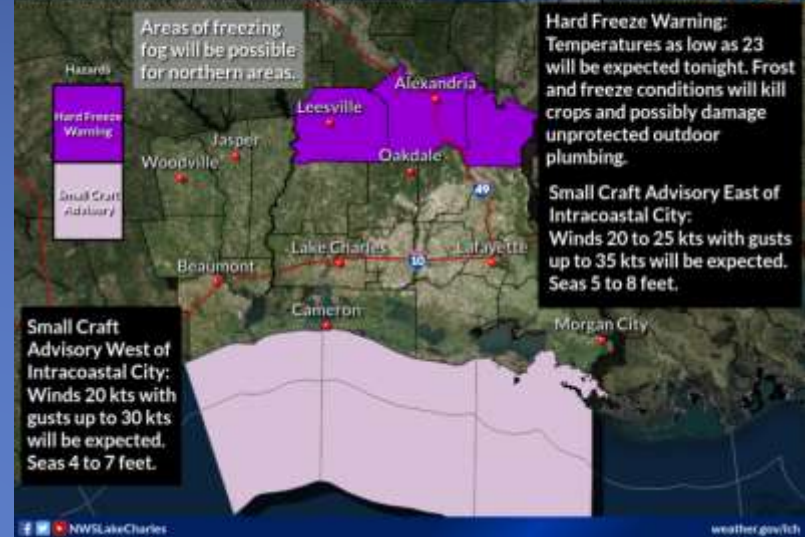 Areas of freezing
fog will be possible
for northern areas.
Hazards
Hard Freeze
Warning
Small Craft
Advisory
Hard Freeze Warning:
Temperatures as low as 23
will be expected tonight. Frost
and freeze conditions will kill
crops and possibly damage
unprotected outdoor
plumbing.
Small Craft Advisory East of
Intracoastal City:
Winds 20 to 25 kts with gusts
up to 35 kts will be expected.
Seas 5 to 8 feet.
Alexandria
Leesville
Jasper
Oakdale
Woodville
49
Lake Charles
10
Lafayette
Beaumont
Cameron
Morgan City
Small Craft
Advisory West of
Intracoastal City:
Winds 20 kts with
gusts up to 30 kts
will be expected.
Seas 4 to 7 feet.
NWSLakeCharles
weather.gov/lch